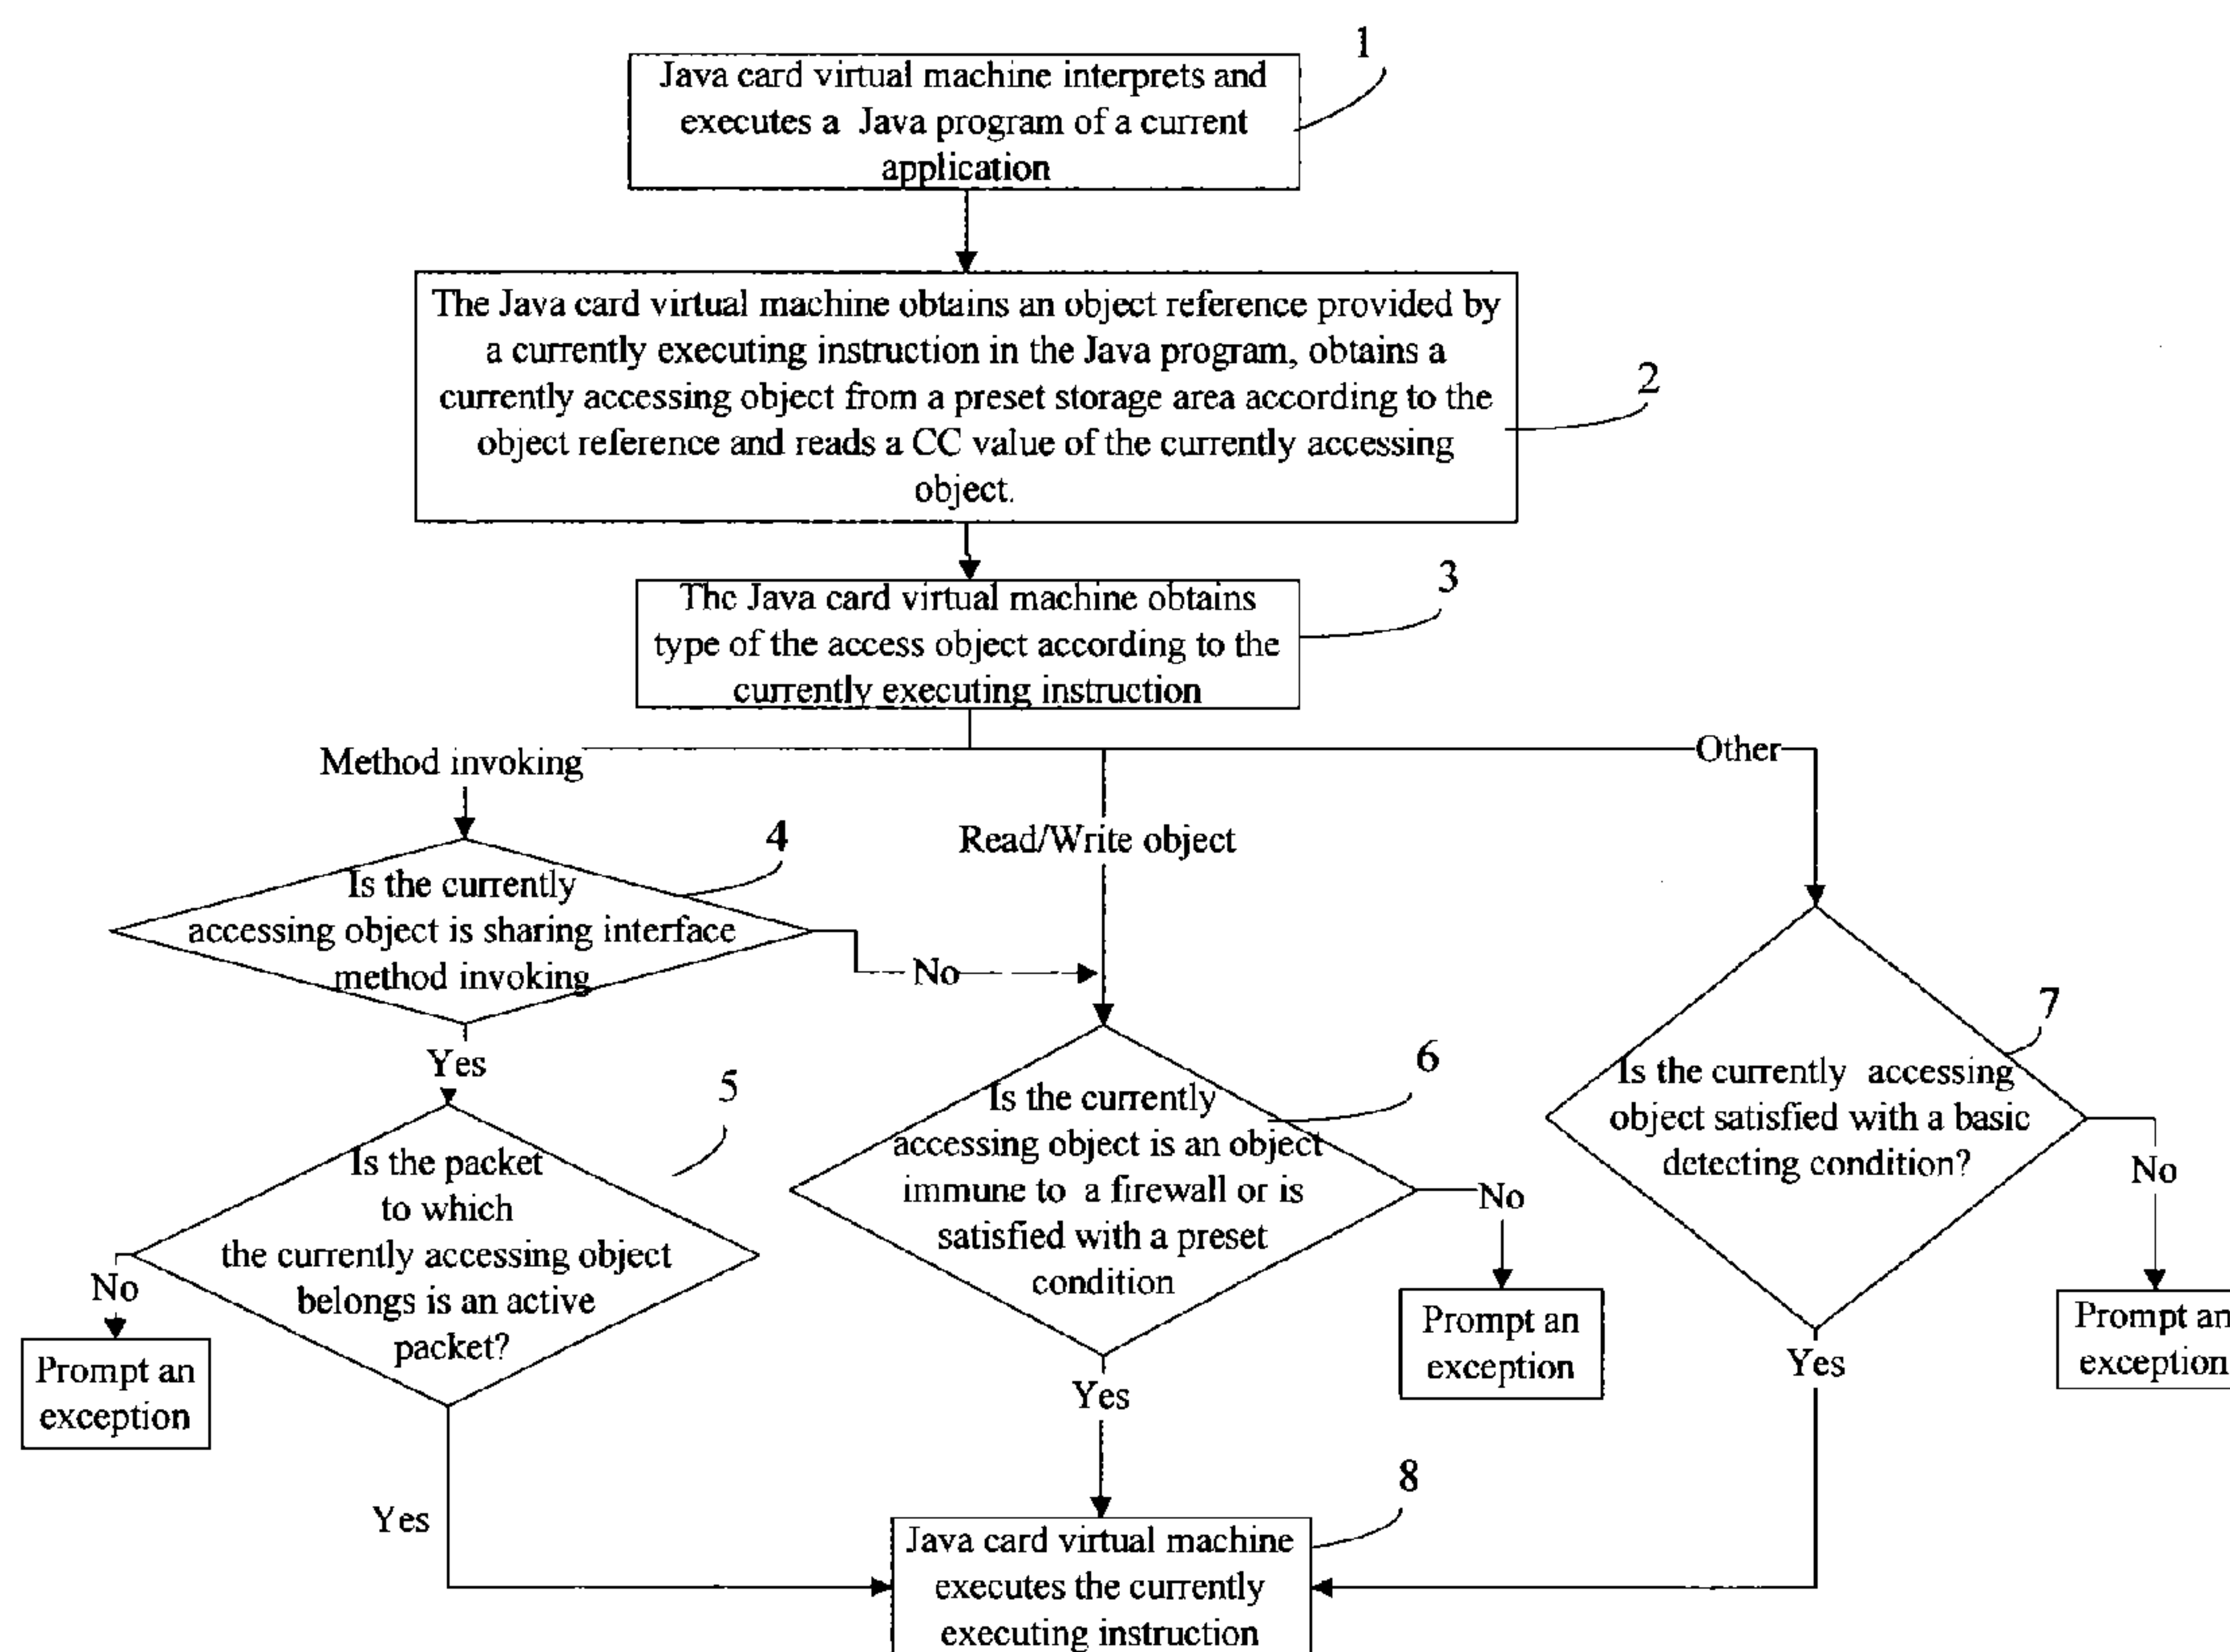 1
Java card virtual machine interprets and
executes a Java program of a current
application
The Java card virtual machine obtains an object reference provided by
a currently executing instruction in the Java program, obtains a
currently accessing object from a preset storage area according to the
object reference and reads a CC value of the currently accessing
object.
2
The Java card virtual machine obtains
type of the access object according to the
currently executing instruction
3
Method invoking
Read/Write object
Other
4
Is the currently
accessing object is sharing interface
method invoking
No
Yes
5
Is the packet
to which
the currently accessing object
belongs is an active
packet?
No
Prompt an
exception
Yes
6
Is the currently
accessing object is an object
immune to a firewall or is
satisfied with a preset
condition
No
Prompt an
exception
Yes
7
Is the currently accessing
object satisfied with a basic
detecting condition?
No
Prompt an
exception
Yes
8
Java card virtual machine
executes the currently
executing instruction